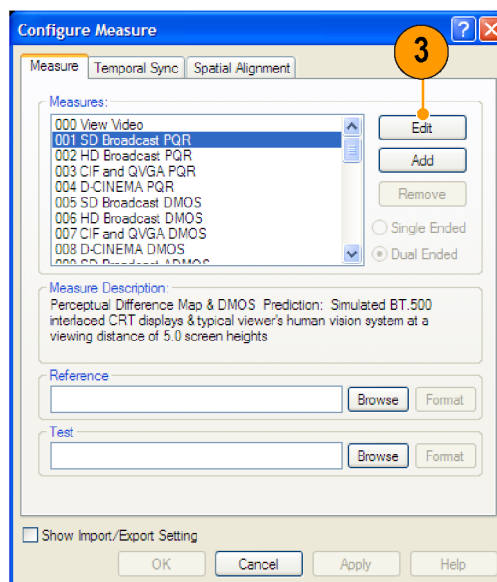 Configure Measure
3
Measure Temporal Sync Spatial Alignment
Measures:
000 View Video
001 SD Broadcast PQR
002 HD Broadcast PQR
003 CIF and QVGA PQR
004 D-CINEMA PQR
005 SD Broadcast DMOS
006 HD Broadcast DMOS
007 CIF and QVGA DMOS
008 D-CINEMA DMOS
009 SD Broadcast ADMOS
Edit
Add
Remove
Single Ended
Dual Ended
Measure Description:
Perceptual Difference Map & DMOS Prediction: Simulated BT.500
interlaced CRT displays & typical viewer's human vision system at a
viewing distance of 5.0 screen heights
Reference
Browse Format
Test
Browse Format
Show Import/Export Setting
OK Cancel Apply Help